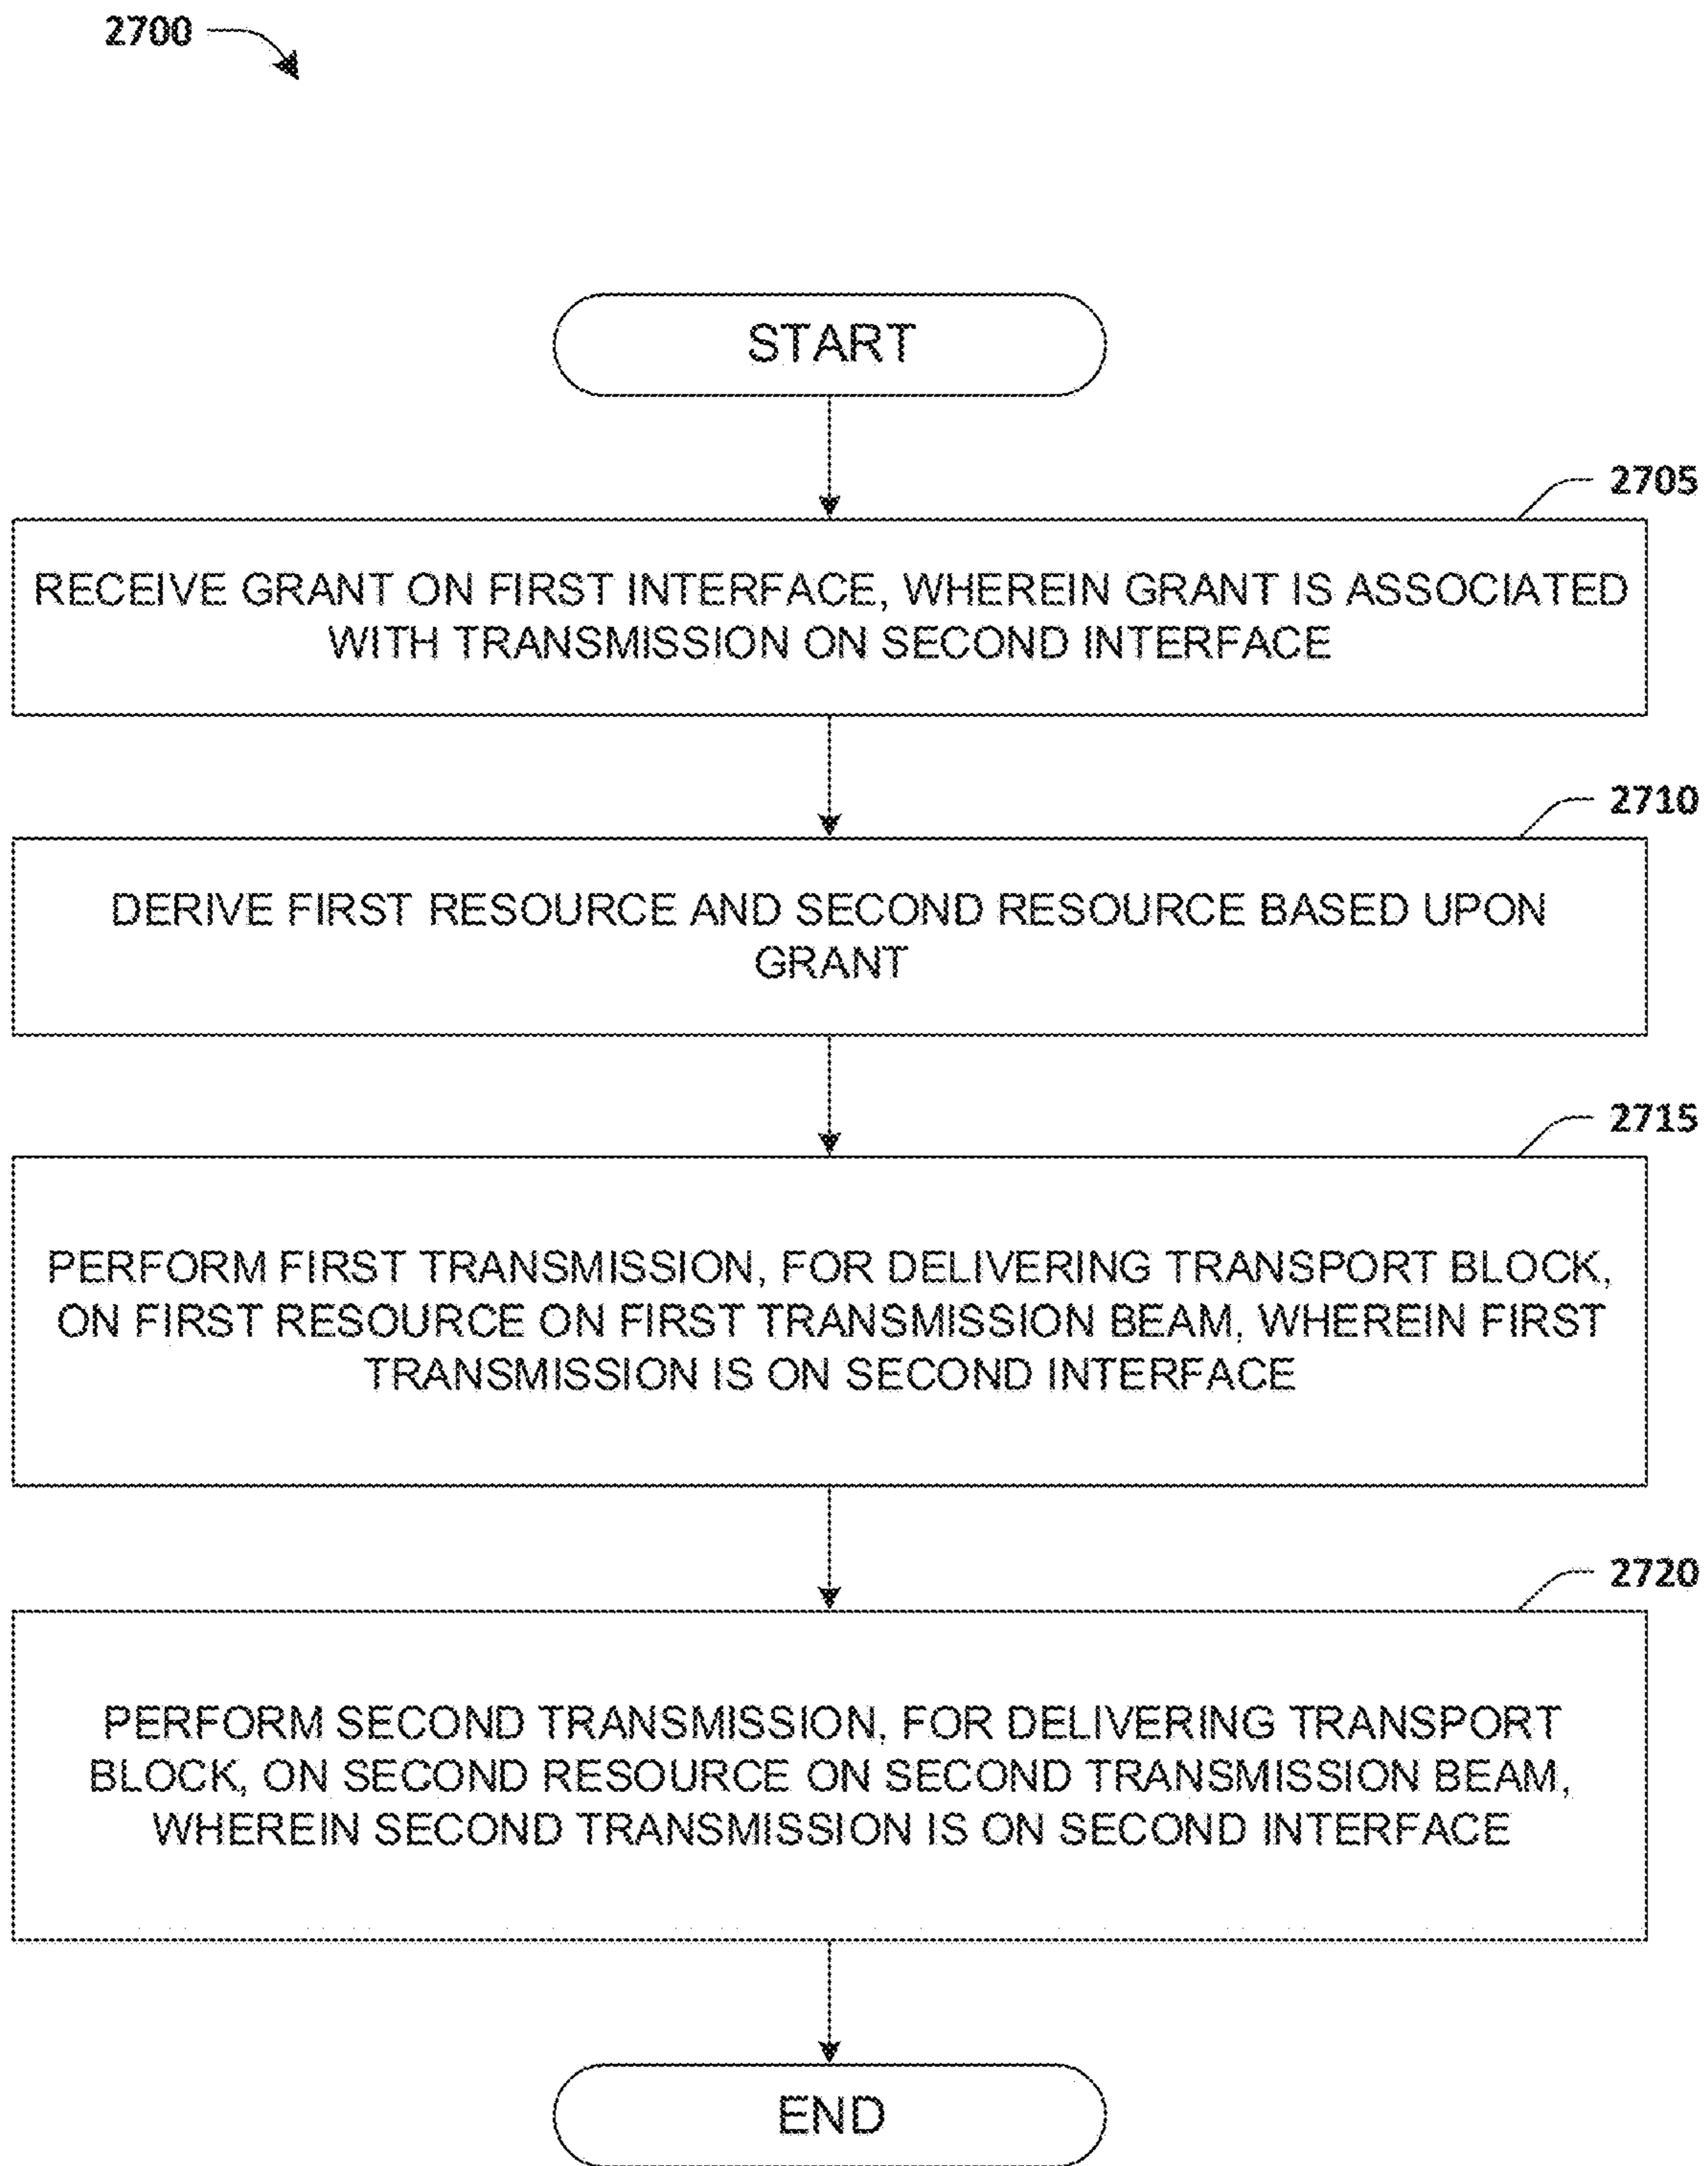 2700
START
2705
RECEIVE GRANT ON FIRST INTERFACE, WHEREIN GRANT IS ASSOCIATED
WITH TRANSMISSION ON SECOND INTERFACE
2710
DERIVE FIRST RESOURCE AND SECOND RESOURCE BASED UPON
GRANT
2715
PERFORM FIRST TRANSMISSION, FOR DELIVERING TRANSPORT BLOCK,
ON FIRST RESOURCE ON FIRST TRANSMISSION BEAM, WHEREIN FIRST
TRANSMISSION IS ON SECOND INTERFACE
2720
PERFORM SECOND TRANSMISSION, FOR DELIVERING TRANSPORT
BLOCK, ON SECOND RESOURCE ON SECOND TRANSMISSION BEAM,
WHEREIN SECOND TRANSMISSION IS ON SECOND INTERFACE
END